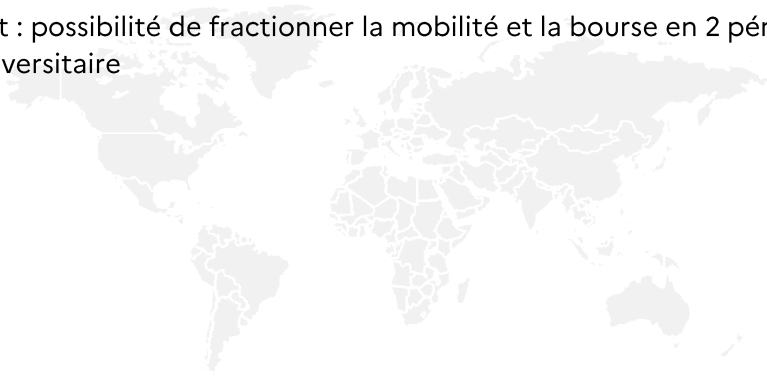 t : possibilité de fractionner la mobilité et la bourse en 2 pér
versitaire